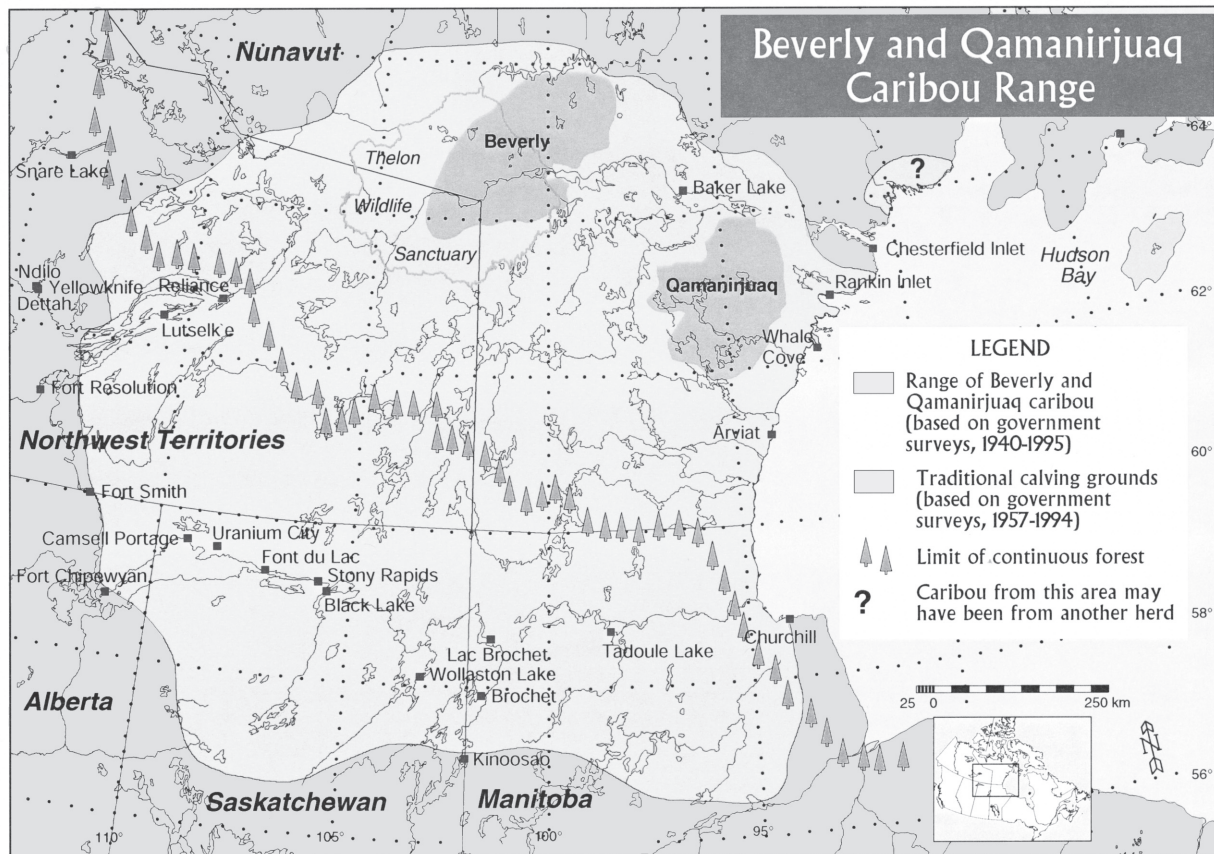 Beverly and Qamanirjuaq
Caribou Range
Nunavut
64°
Snare Lake
Thelon
Beverly
?
Wildlife
Baker Lake
Sanctuary
Chesterfield Inlet
Hudson
Bay
Ndilo
Yellowknife
Dettah
Reliance
Qamanirjuaq
Rankin Inlet
62°
Lutselk'e
Whale
Cove
LEGEND
Fort Resolution
Range of Beverly and
Qamanirjuaq caribou
(based on government
surveys, 1940-1995)
Northwest Territories
Arviat
60°
Traditional calving grounds
(based on government
surveys, 1957-1994)
Fort Smith
Camsell Portage
Uranium City
Limit of continuous forest
Font du Lac
Fort Chipewyan
Stony Rapids
Black Lake
? Caribou from this area may
have been from another herd
58°
Churchill
Lac Brochet
Tadoule Lake
Wollaston Lake
Brochet
Alberta
25 0 250 km
Kinoosao
N
56°
Saskatchewan
Manitoba
110° 105° 100° 95°